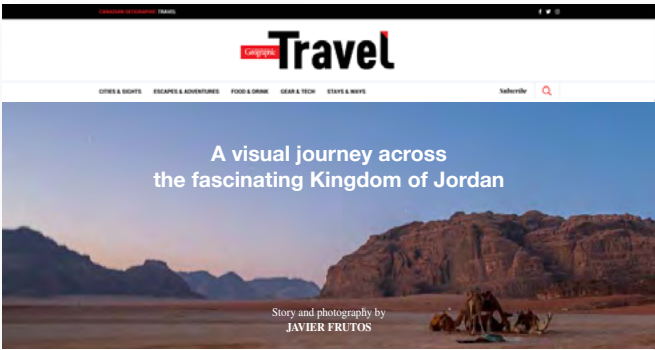 CANADIAN GEOGRAPHIC TRAVEL
Geographic Travel
CITIES & SIGHTS ESCAPES & ADVENTURES FOOD & DRINK GEAR & TECH STAYS & WAYS Subscribe
A visual journey across
the fascinating Kingdom of Jordan
Story and photography by
JAVIER FRUTOS